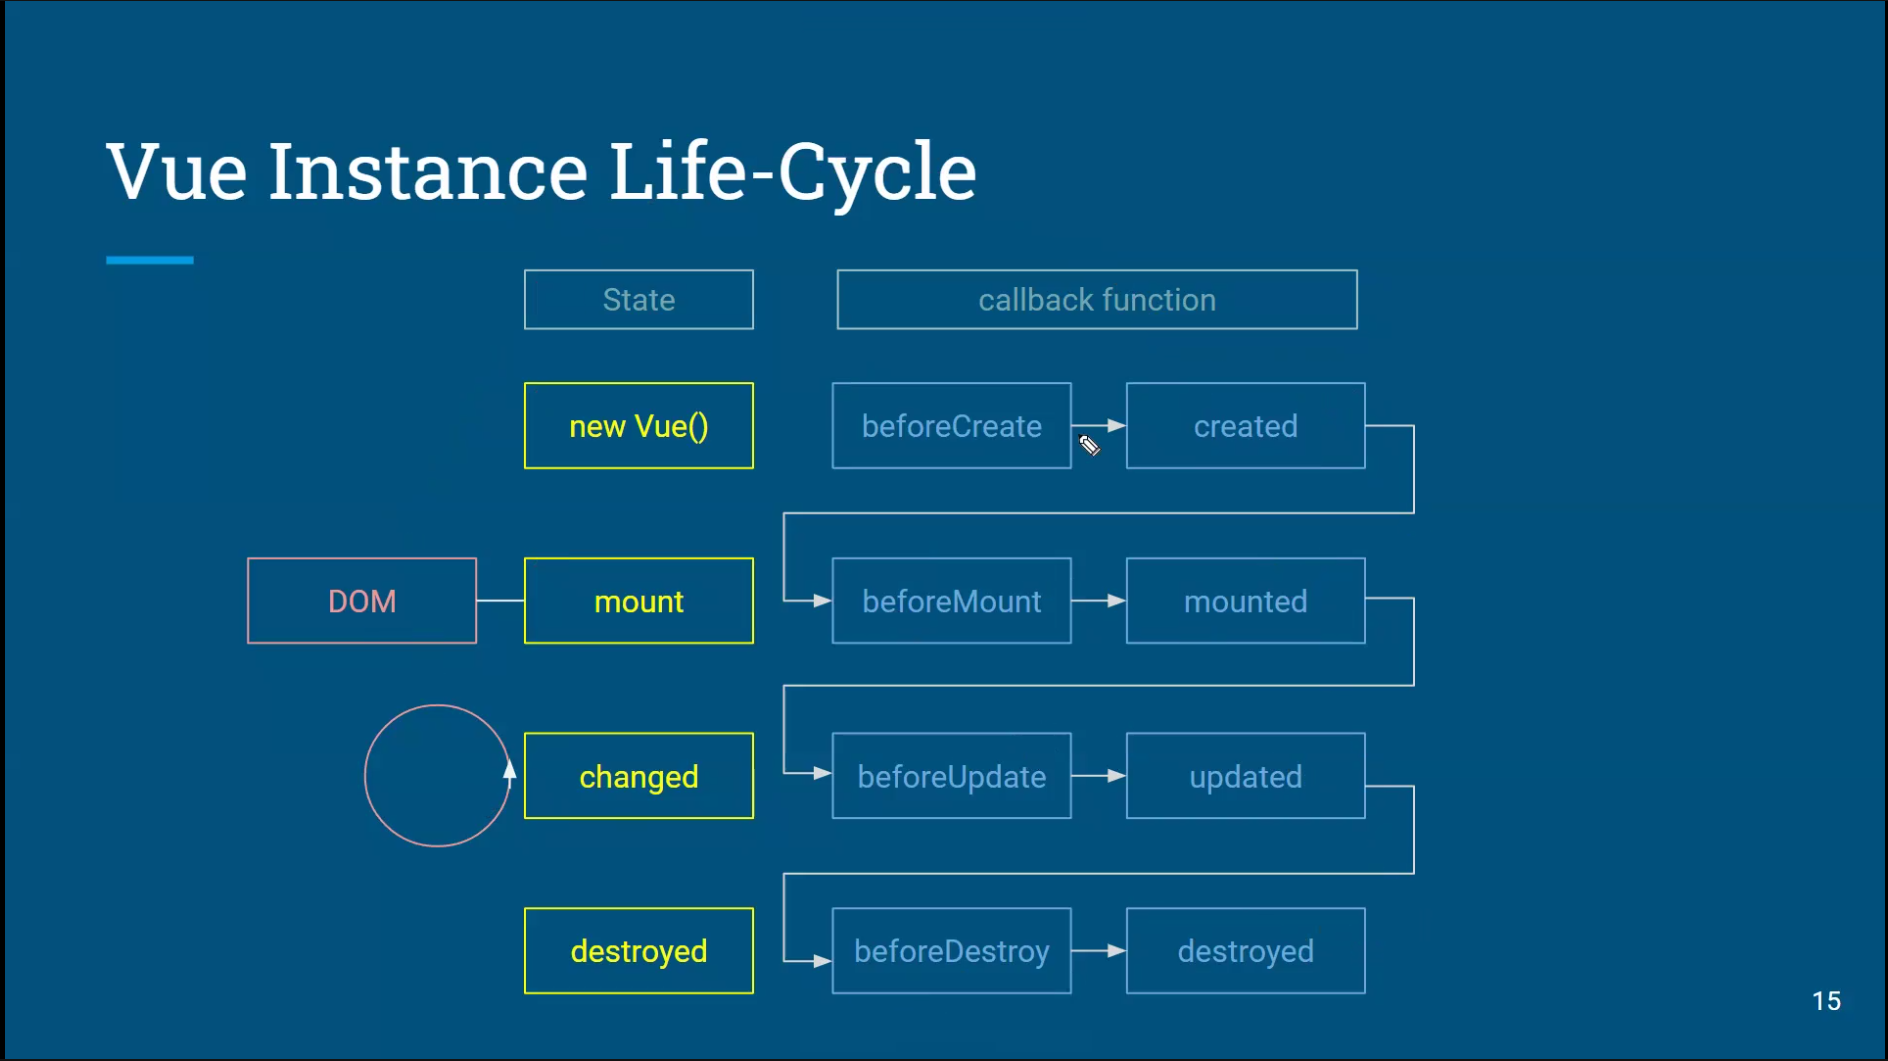 Vue Instance Life-Cycle
State
callback function
new Vue()
beforeCreate
created
DOM
mount
beforeMount
mounted
changed
beforeUpdate
updated
destroyed
beforeDestroy
destroyed
15